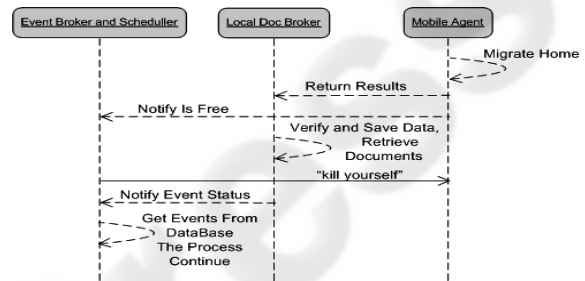 Event Broker and Scheduller
Local Doc Broker
Mobile Agent
Migrate Home
Return Results
Notify Is Free
Verify and Save Data,
Retrieve
Documents
"kill yourself"
Notify Event Status
Get Events From
DataBase
The Process
Continue